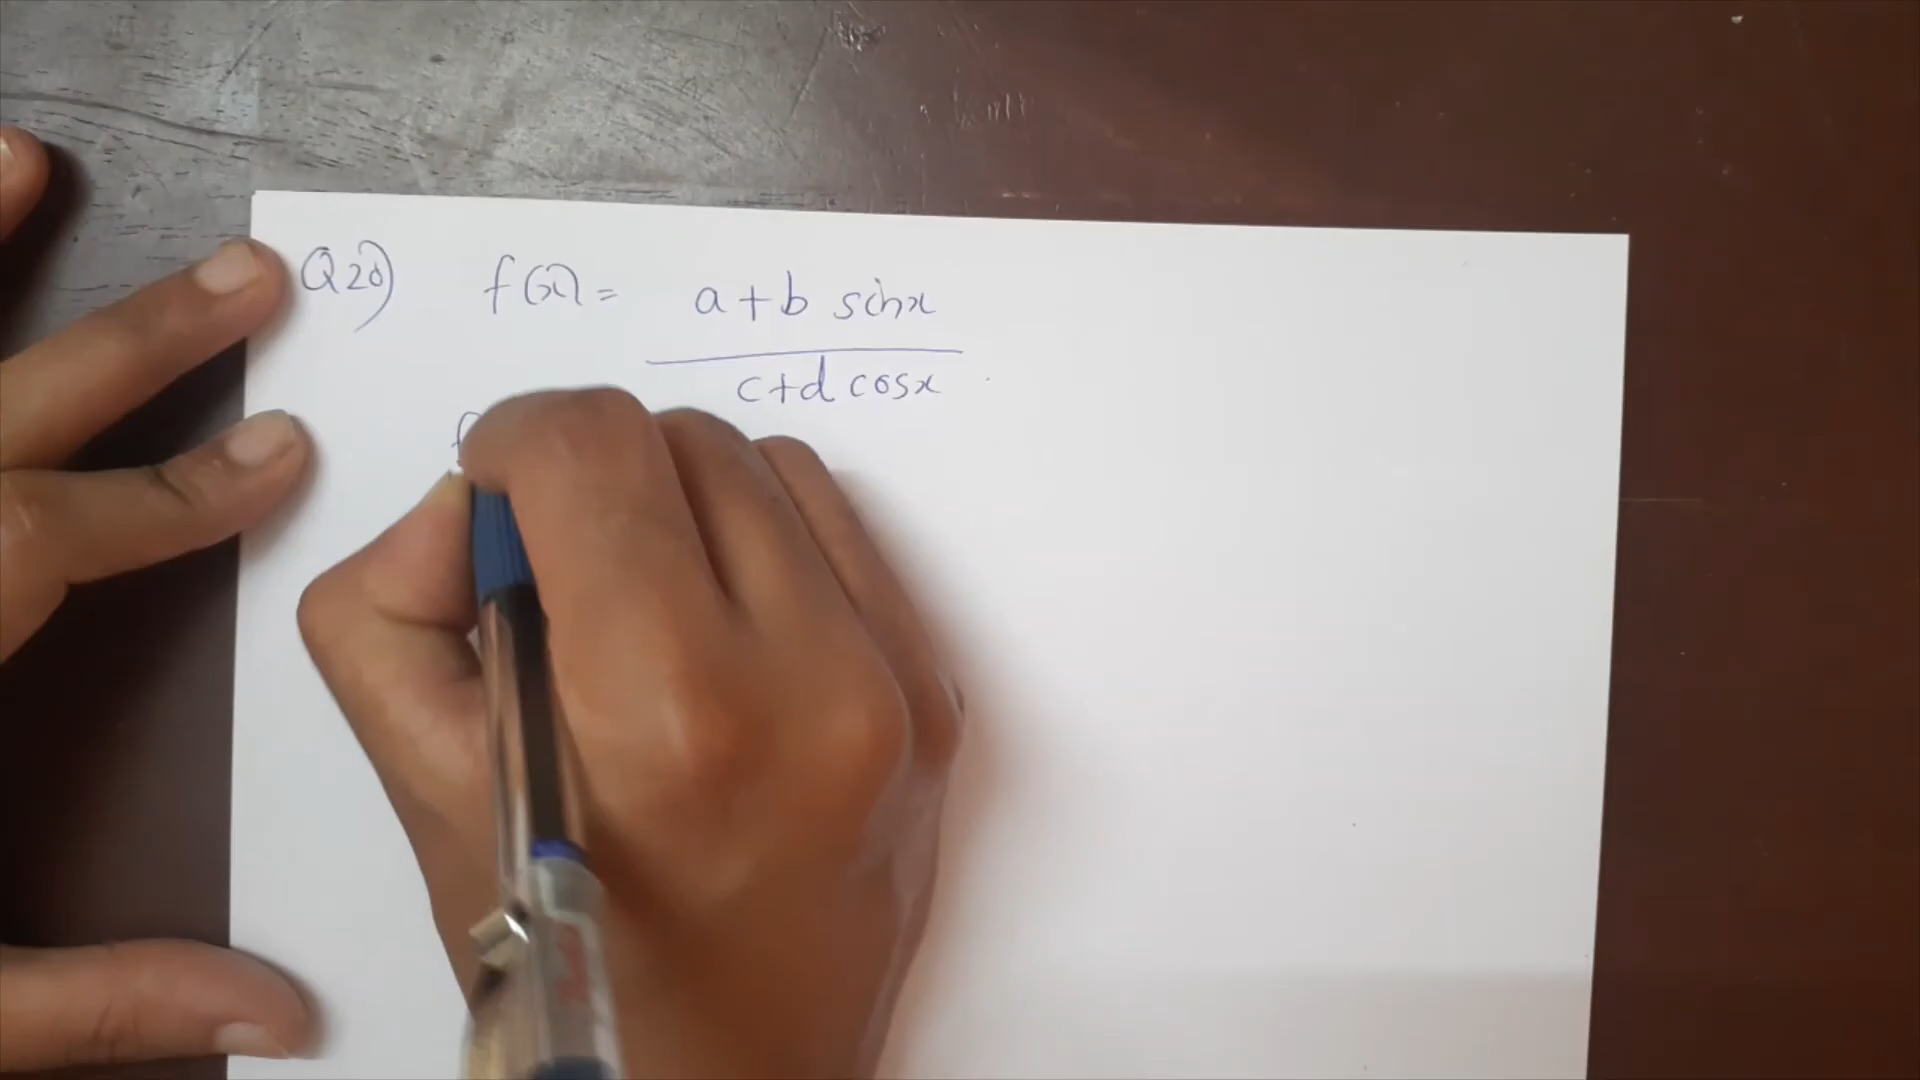 Q20) f(x) = a+b sinx
c+d cosx
f